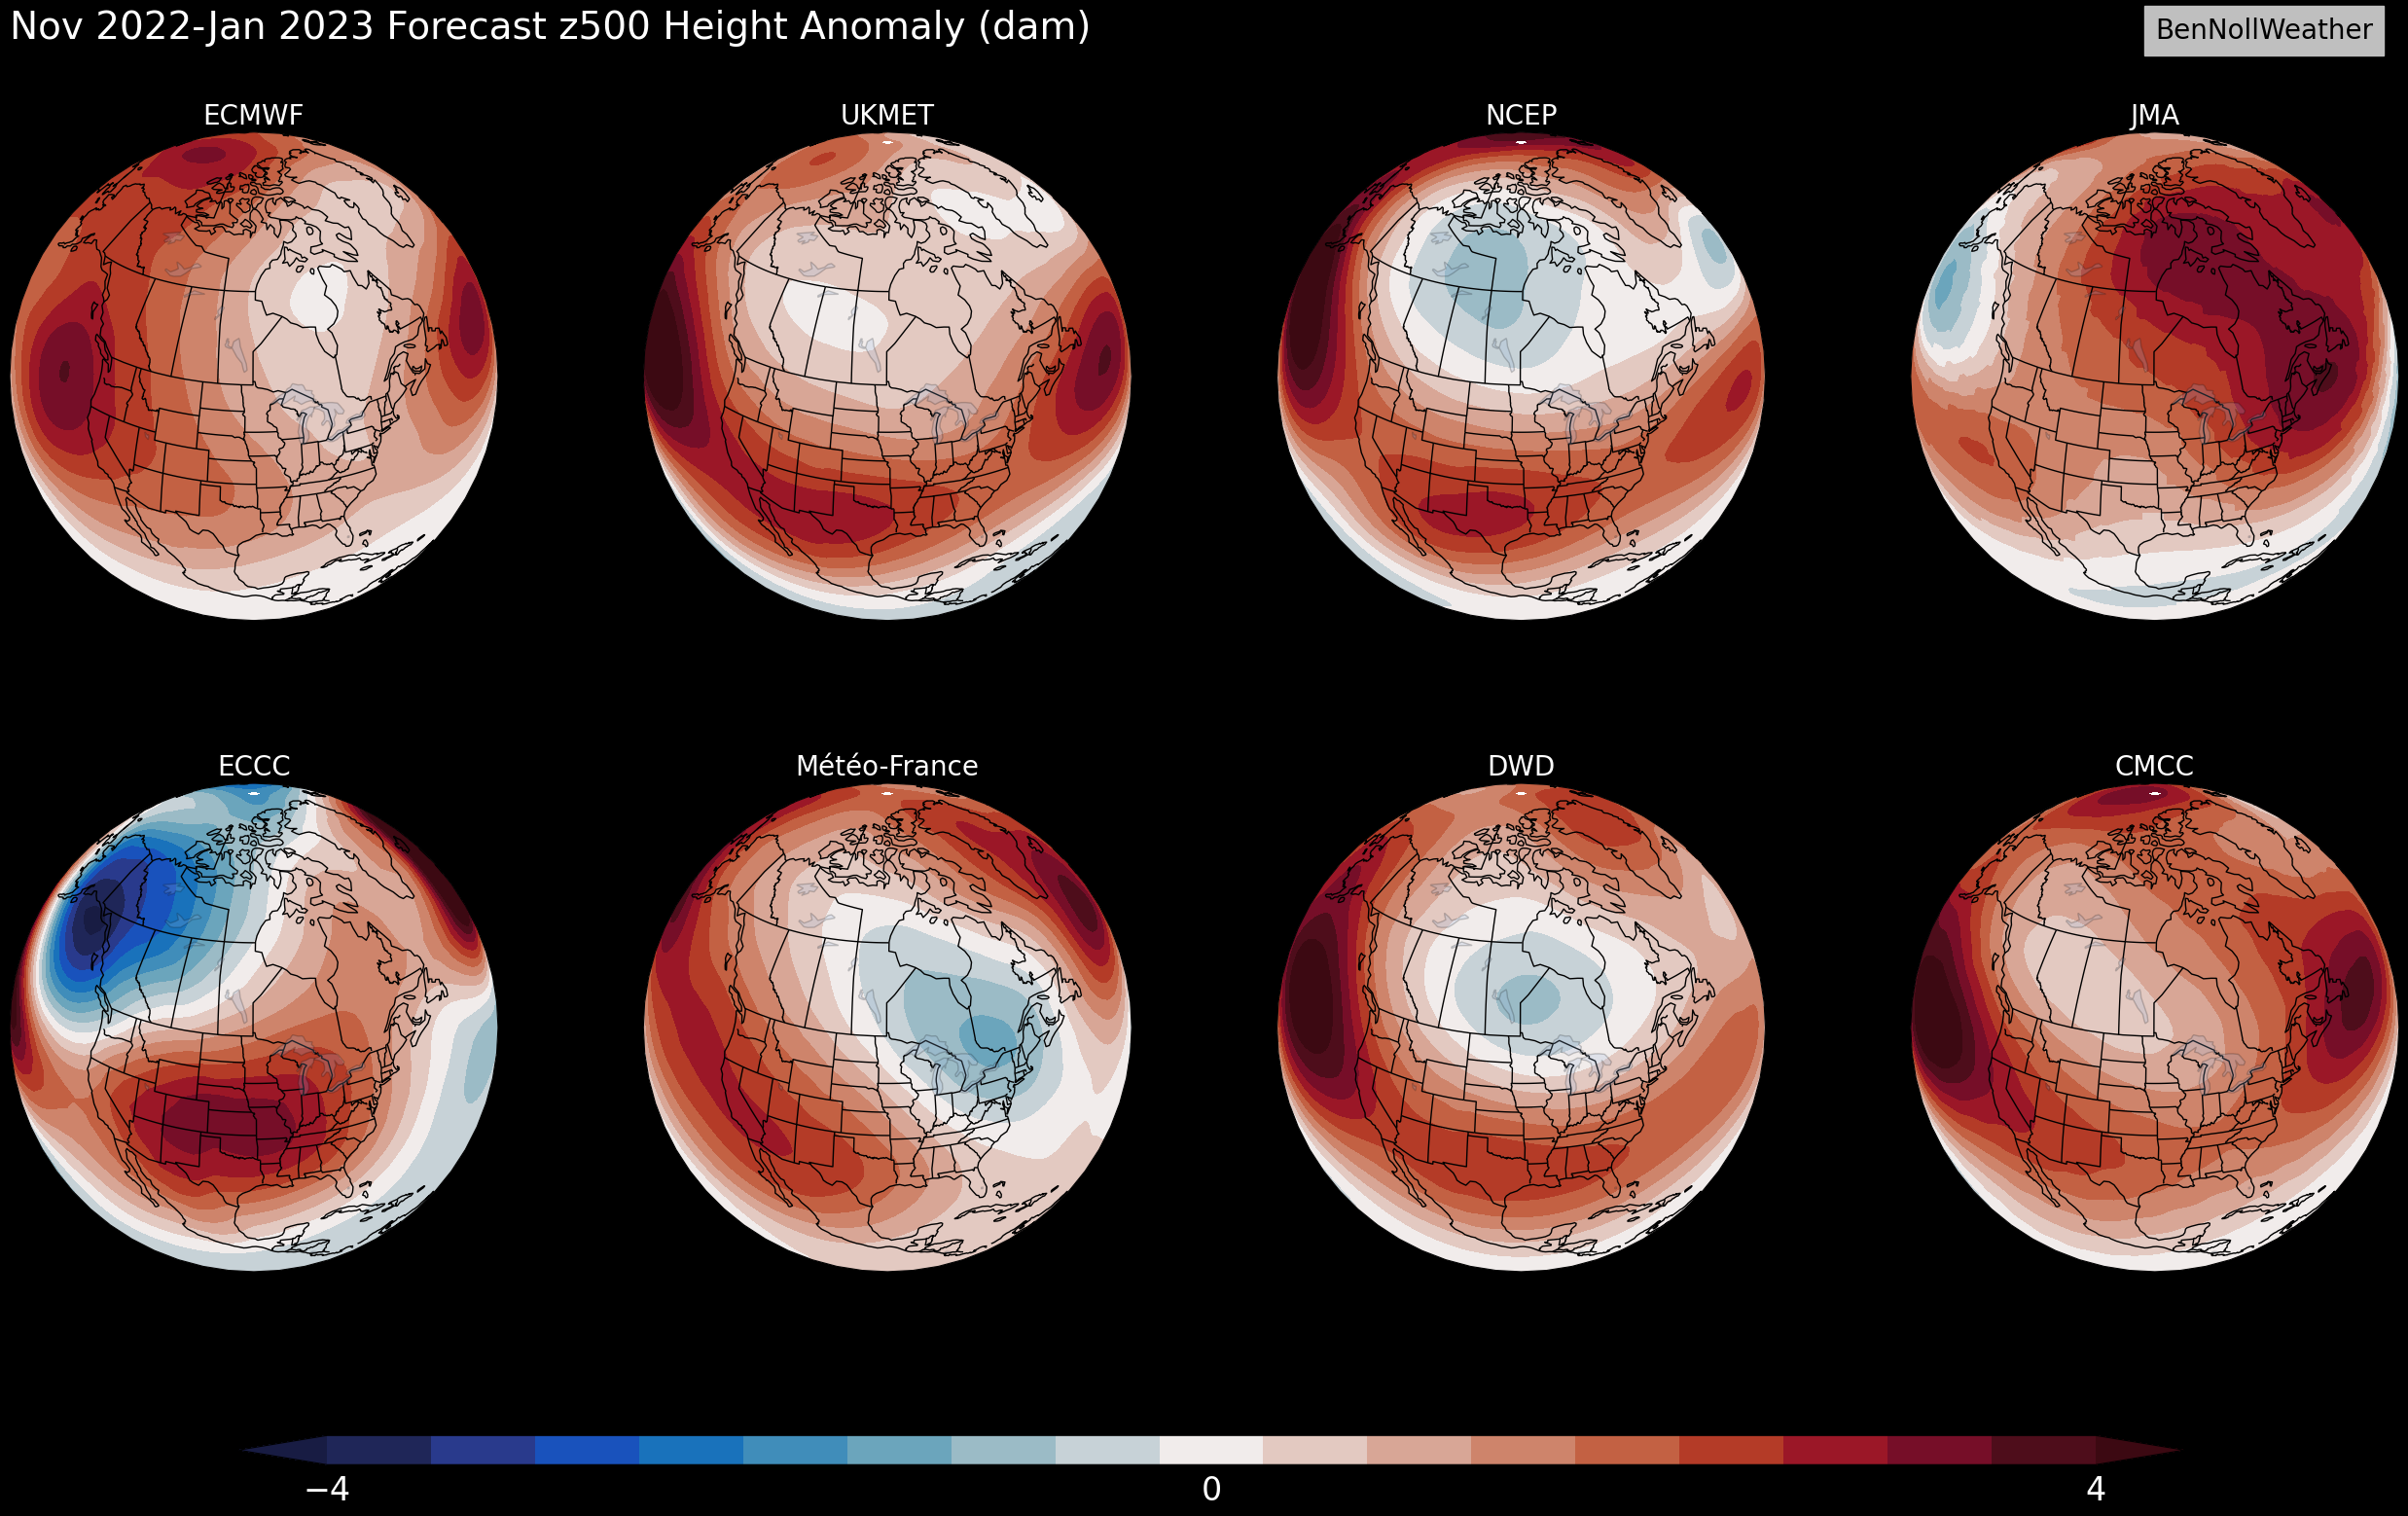 Nov 2022-Jan 2023 Forecast z500 Height Anomaly (dam)
BenNollWeather
ECMWF
UKMET
NCEP
JMA
ECCC
Météo-France
DWD
CMCC
−4
0
4